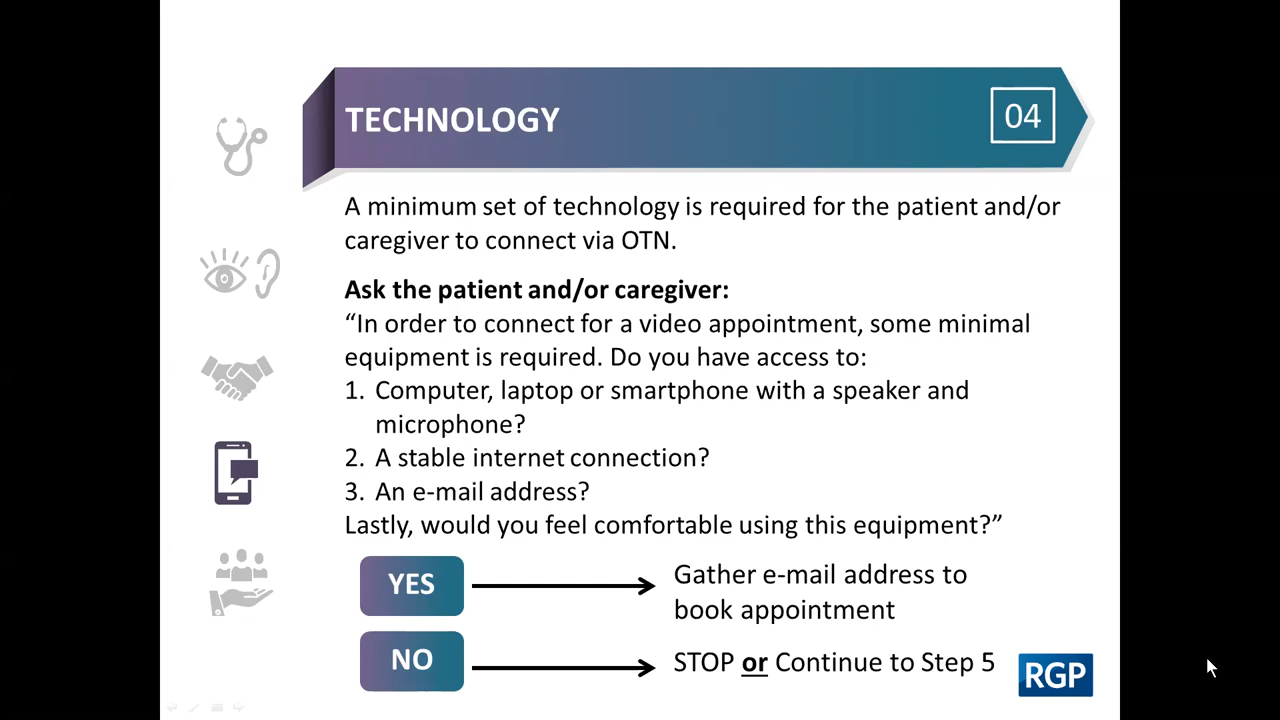 TECHNOLOGY
04
A minimum set of technology is required for the patient and/or
caregiver to connect via OTN.
Ask the patient and/or caregiver:
“In order to connect for a video appointment, some minimal
equipment is required. Do you have access to:
1. Computer, laptop or smartphone with a speaker and
microphone?
2. A stable internet connection?
3. An e-mail address?
Lastly, would you feel comfortable using this equipment?”
YES
Gather e-mail address to
book appointment
NO
STOP or Continue to Step 5
RGP